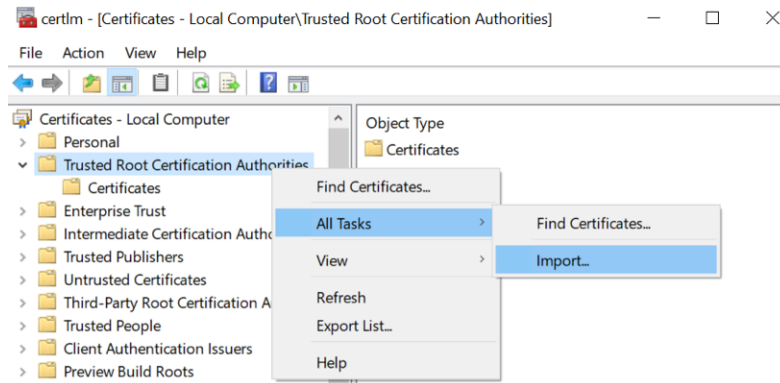 certlm - [Certificates - Local Computer\Trusted Root Certification Authorities]
File Action View Help
Certificates - Local Computer
Personal
Trusted Root Certification Authorities
Certificates
Enterprise Trust
Intermediate Certification Autho
Trusted Publishers
Untrusted Certificates
Third-Party Root Certification A
Trusted People
Client Authentication Issuers
Preview Build Roots
Object Type
Certificates
Find Certificates...
All Tasks
View
Refresh
Export List...
Help
Find Certificates...
Import...